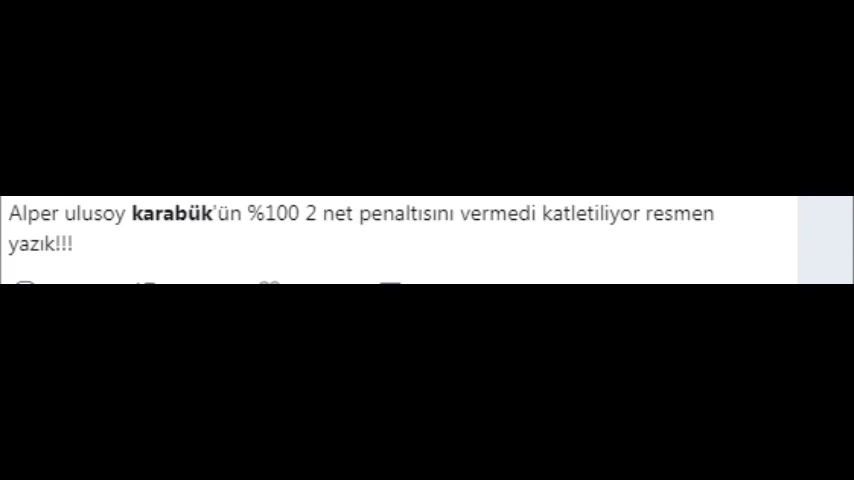 Alper ulusoy karabük'ün %100 2 net penaltısını vermedi katletiliyor resmen
yazık!!!